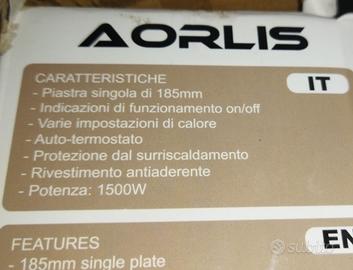 AORLIS
CARATTERISTICHE
IT
- Piastra singola di 185mm
- Indicazioni di funzionamento on/off
- Varie impostazioni di calore
- Auto-termostato
- Protezione dal surriscaldamento
- Rivestimento antiaderente
- Potenza: 1500W
subito
FEATURES
EN
- 185mm single plate